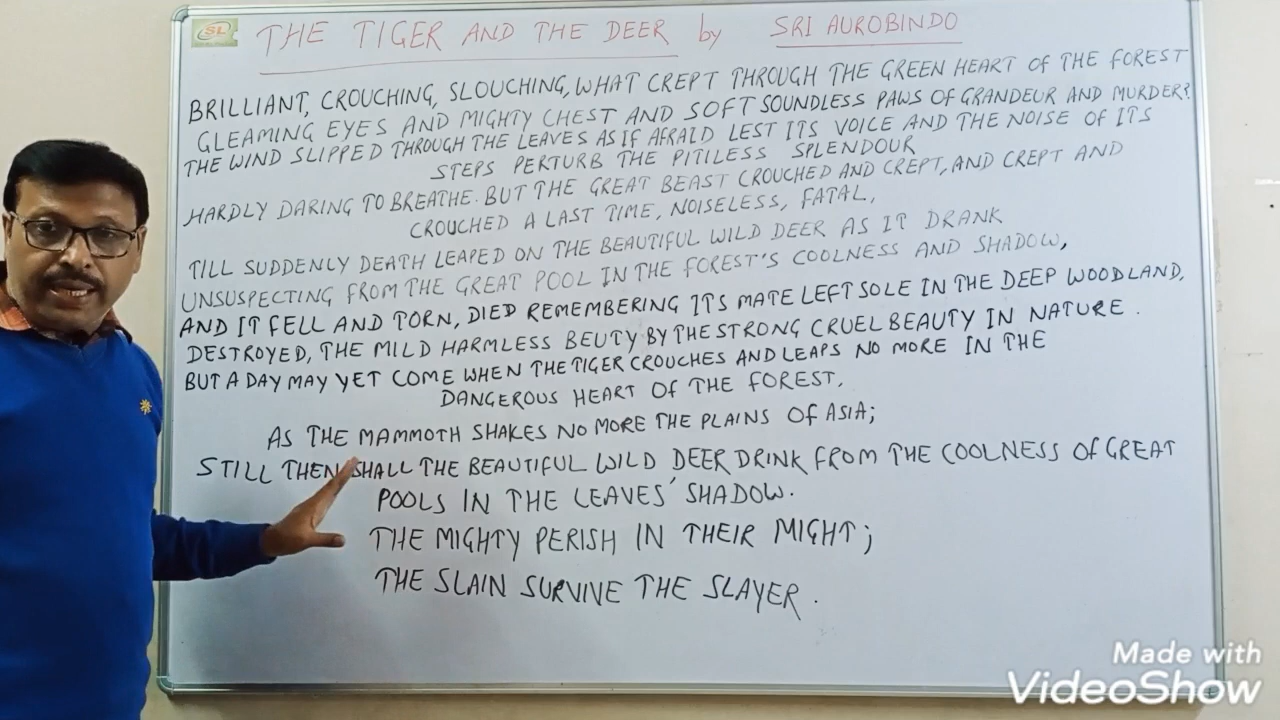 SL
THE TIGER AND THE DEER by SRI AUROBINDO
BRILLIANT, CROUCHING, SLOUCHING, WHAT CREPT THROUGH THE GREEN HEART OF THE FOREST
GLEAMING EYES AND MIGHTY CHEST AND SOFT SOUNDLESS PAWS OF GRANDEUR AND MURDER?
THE WIND SLIPPED THROUGH THE LEAVES AS IF AFRAID LEST ITS VOICE AND THE NOISE OF ITS
STEPS PERTURB THE PITILESS SPLENDOUR
HARDLY DARING TO BREATHE. BUT THE GREAT BEAST CROUCHED AND CREPT, AND CREPT AND
CROUCHED A LAST TIME, NOISELESS, FATAL,
TILL SUDDENLY DEATH LEAPED ON THE BEAUTIFUL WILD DEER AS IT DRANK
UNSUSPECTING FROM THE GREAT POOL IN THE FOREST'S COOLNESS AND SHADOW,
AND IT FELL AND TORN, DIED REMEMBERING ITS MATE LEFT SOLE IN THE DEEP WOODLAND,
DESTROYED, THE MILD HARMLESS BEUTY BY THE STRONG CRUEL BEAUTY IN NATURE.
BUT A DAY MAY YET COME WHEN THE TIGER CROUCHES AND LEAPS NO MORE IN THE
DANGEROUS HEART OF THE FOREST,
AS THE MAMMOTH SHAKES NO MORE THE PLAINS OF ASIA;
STILL THEN SHALL THE BEAUTIFUL WILD DEER DRINK FROM THE COOLNESS OF GREAT
POOLS IN THE LEAVES' SHADOW.
THE MIGHTY PERISH IN THEIR MIGHT;
THE SLAIN SURVIVE THE SLAYER.
Made with
VideoShow